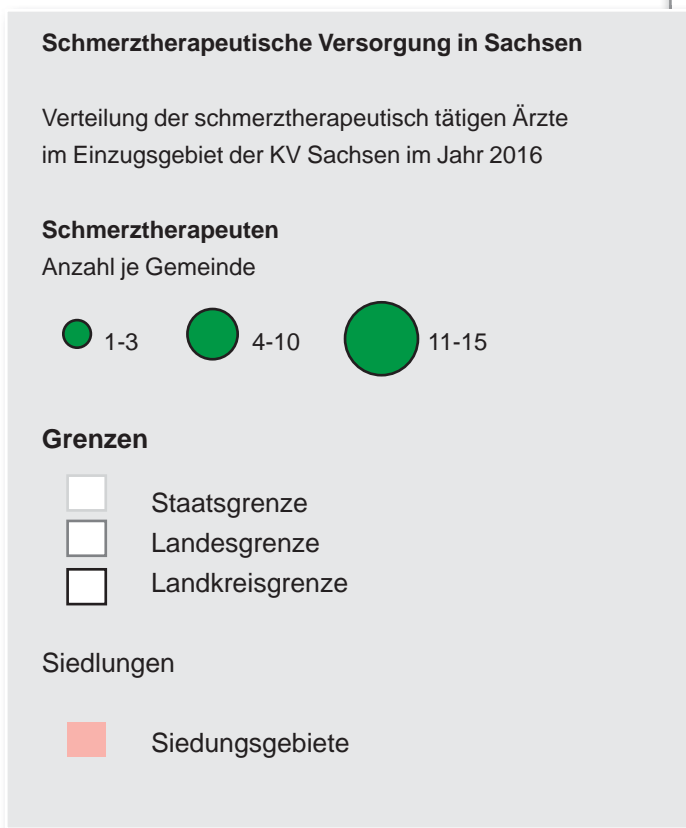 Schmerztherapeutische Versorgung in Sachsen
Verteilung der schmerztherapeutisch tätigen Ärzte
im Einzugsgebiet der KV Sachsen im Jahr 2016
Schmerztherapeuten
Anzahl je Gemeinde
1-3 4-10 11-15
Grenzen
Staatsgrenze
Landesgrenze
Landkreisgrenze
Siedlungen
Siedungsgebiete